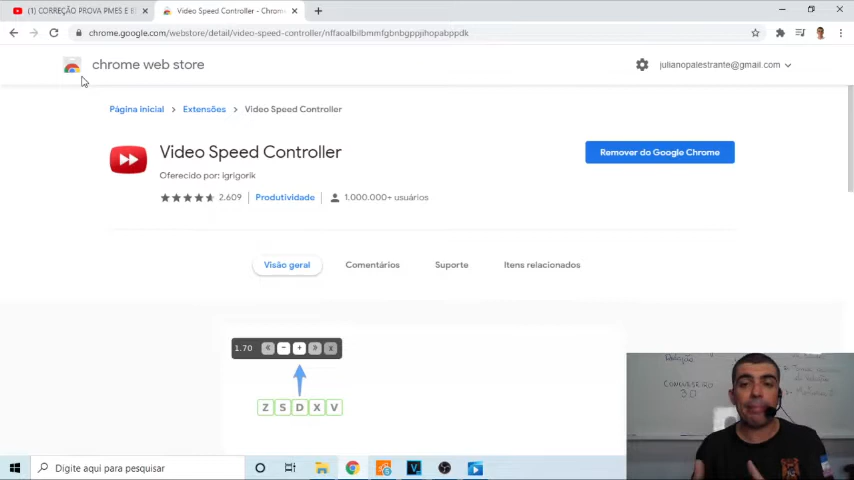 (1) CORREÇÃO PROVA PMES E B
Video Speed Controller - Chrom
chrome.google.com/webstore/detail/video-speed-controller/nffaoalbilbmmfgbnbgppjihopabppdk
chrome web store
julianopalestrante@gmail.com
Página inicial > Extensões > Video Speed Controller
Video Speed Controller
Remover do Google Chrome
Oferecido por: igrigorik
2.609 Produtividade 1.000.000+ usuários
Visão geral Comentários Suporte Itens relacionados
1.70 « - + » x
Z S D X V
COMBUSTEIRO
3.0
Digite aqui para pesquisar